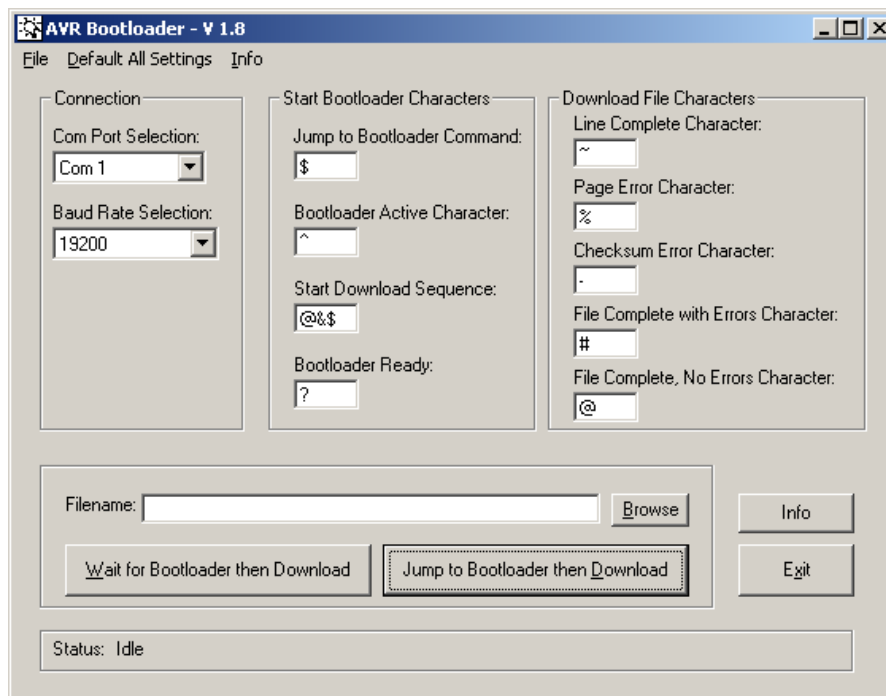 AVR Bootloader - V 1.8
File Default All Settings Info
Connection
Com Port Selection:
Com 1
Baud Rate Selection:
19200
Start Bootloader Characters
Jump to Bootloader Command:
$
Bootloader Active Character:
^
Start Download Sequence:
@&$
Bootloader Ready:
?
Download File Characters
Line Complete Character:
~
Page Error Character:
%
Checksum Error Character:
-
File Complete with Errors Character:
#
File Complete, No Errors Character:
@
Filename:
Browse
Info
Wait for Bootloader then Download
Jump to Bootloader then Download
Exit
Status: Idle